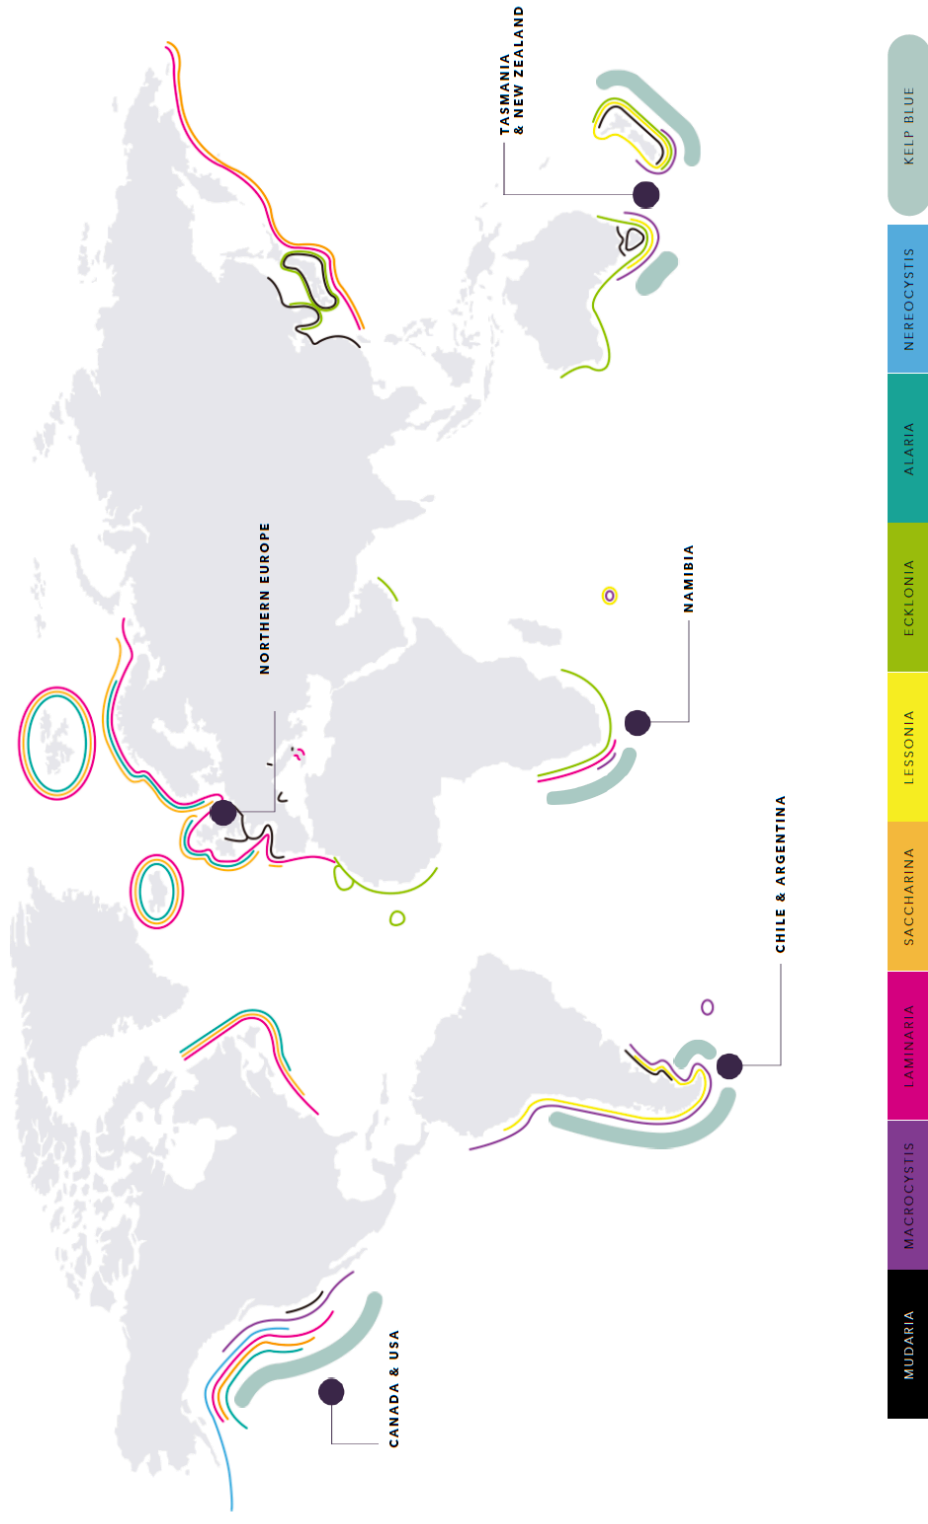 CANADA & USA
CHILE & ARGENTINA
NORTHERN EUROPE
NAMIBIA
TASMANIA
& NEW ZEALAND
MUDARIA
MACROCYSTIS
LAMINARIA
SACCHARINA
LESSONIA
ECKLONIA
ALARIA
NEREOCYSTIS
KELP BLUE